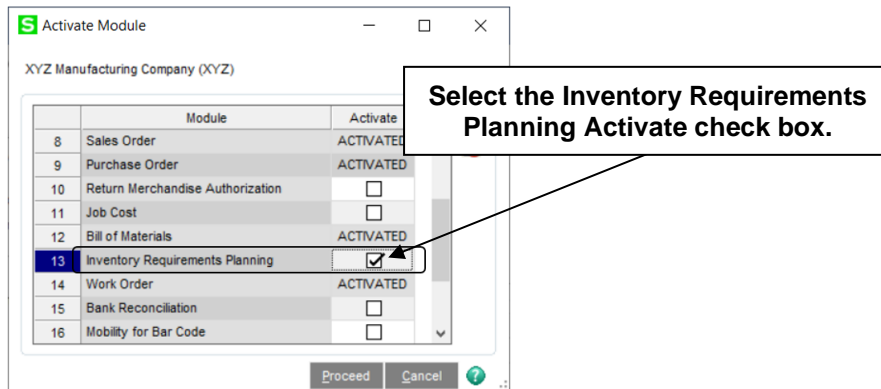 S Activate Module
XYZ Manufacturing Company (XYZ)
Select the Inventory Requirements
Planning Activate check box.
Module Activate
8 Sales Order ACTIVATED
9 Purchase Order ACTIVATED
10 Return Merchandise Authorization
11 Job Cost
12 Bill of Materials ACTIVATED
13 Inventory Requirements Planning
14 Work Order ACTIVATED
15 Bank Reconciliation
16 Mobility for Bar Code
Proceed Cancel ?